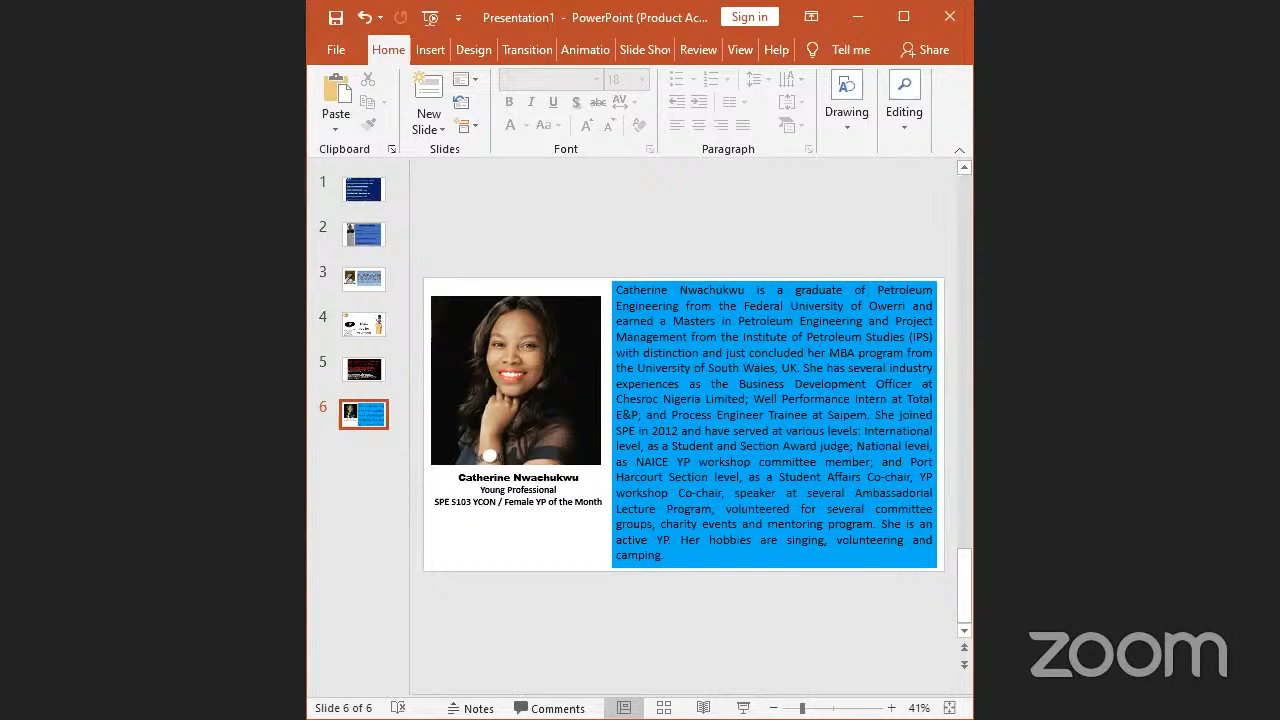 Presentation1 - PowerPoint (Product Ac...
Sign in
File
Home
Insert
Design
Transition
Animatio
Slide Sho
Review
View
Help
Tell me
Share
Paste
New
Slide
18
B I U S abc AV
A Aa A A
Drawing
Editing
Clipboard
Slides
Font
Paragraph
1
2
3
4
5
6
Catherine Nwachukwu
Young Professional
SPE S103 YCON / Female YP of the Month
Catherine Nwachukwu is a graduate of Petroleum
Engineering from the Federal University of Owerri and
earned a Masters in Petroleum Engineering and Project
Management from the Institute of Petroleum Studies (IPS)
with distinction and just concluded her MBA program from
the University of South Wales, UK. She has several industry
experiences as the Business Development Officer at
Chesroc Nigeria Limited; Well Performance Intern at Total
E&P; and Process Engineer Trainee at Saipem. She joined
SPE in 2012 and have served at various levels: International
level, as a Student and Section Award judge; National level,
as NAICE YP workshop committee member; and Port
Harcourt Section level, as a Student Affairs Co-chair, YP
workshop Co-chair, speaker at several Ambassadorial
Lecture Program, volunteered for several committee
groups, charity events and mentoring program. She is an
active YP. Her hobbies are singing, volunteering and
camping.
Slide 6 of 6
Notes
Comments
41%
zoom